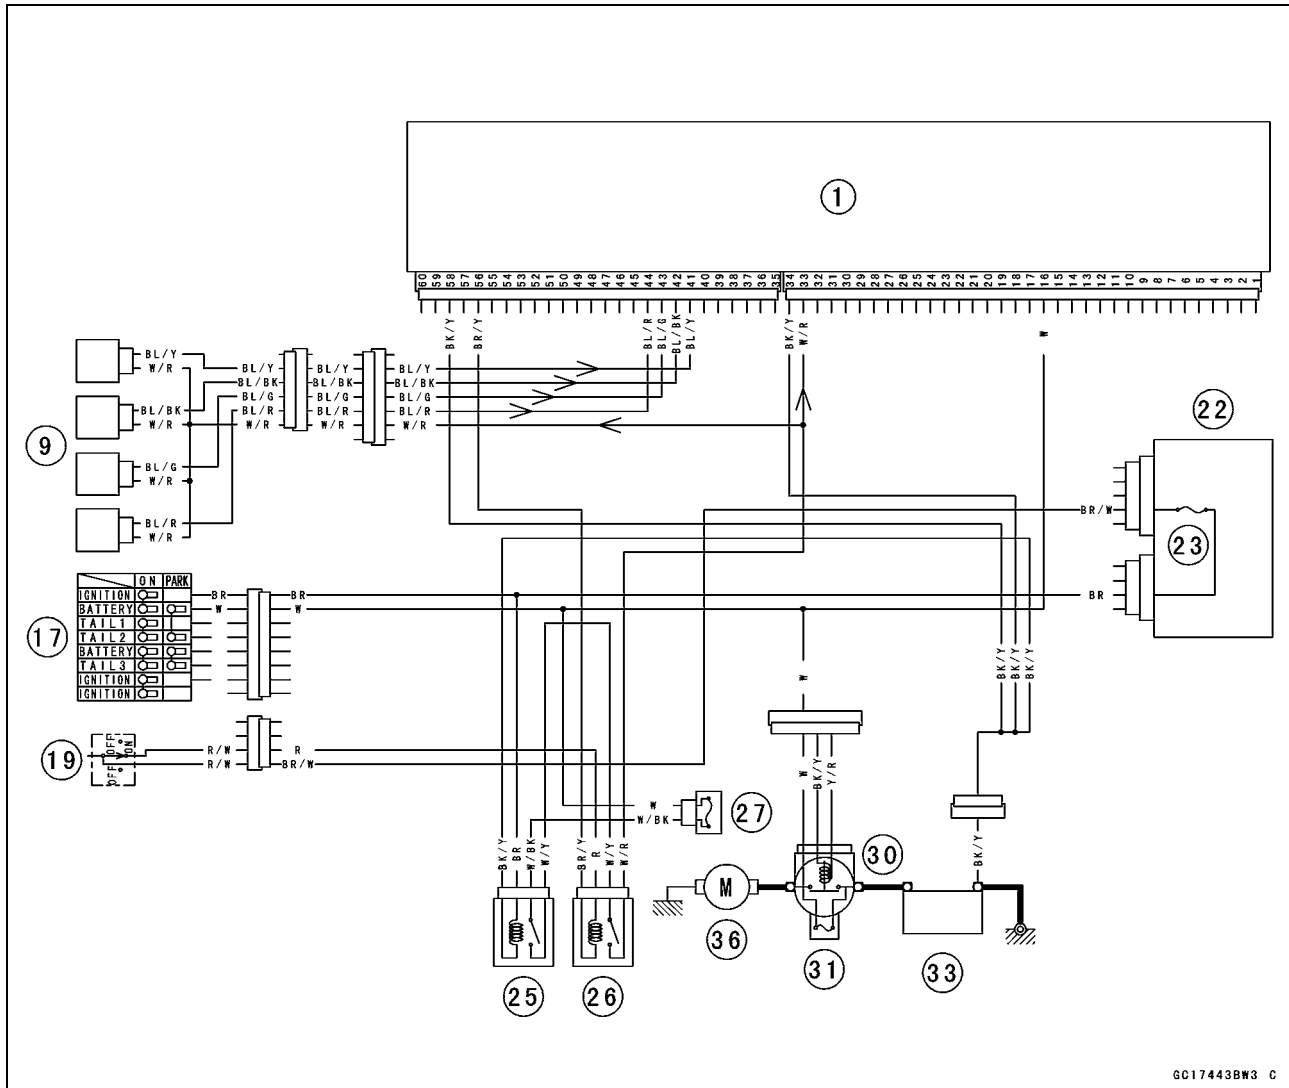 1
60 59 58 57 56 55 54 53 52 51 50 49 48 47 46 45 44 43 42 41 40 39 38 37 36 35 34 33 32 31 30 29 28 27 26 25 24 23 22 21 20 19 18 17 16 15 14 13 12 11 10 9 8 7 6 5 4 3 2 1
BK/Y BR/Y BL/R BL/G BL/BK BL/Y BK/Y W/R W
BL/Y
W/R
BL/Y BL/Y BL/Y
BL/BK BL/BK BL/BK
BL/G BL/G BL/G
BL/R BL/R BL/R
W/R W/R W/R
BL/BK
W/R
9
BL/G
W/R
BL/R
W/R
22
BR/W
23
ON PARK
IGNITION BR BR BR
BATTERY W W
TAIL1
TAIL2
BATTERY
TAIL3
IGNITION
IGNITION
17
BK/Y BK/Y BK/Y
W
19
OFF OFF ON
R/W R
R/W BR/W
W BK/Y Y/R
W
W/BK
27
BK/Y BR W/BK W/Y
BR/Y R W/Y W/R
BK/Y
30
M
36
31
33
25
26
GC17443BW3 C